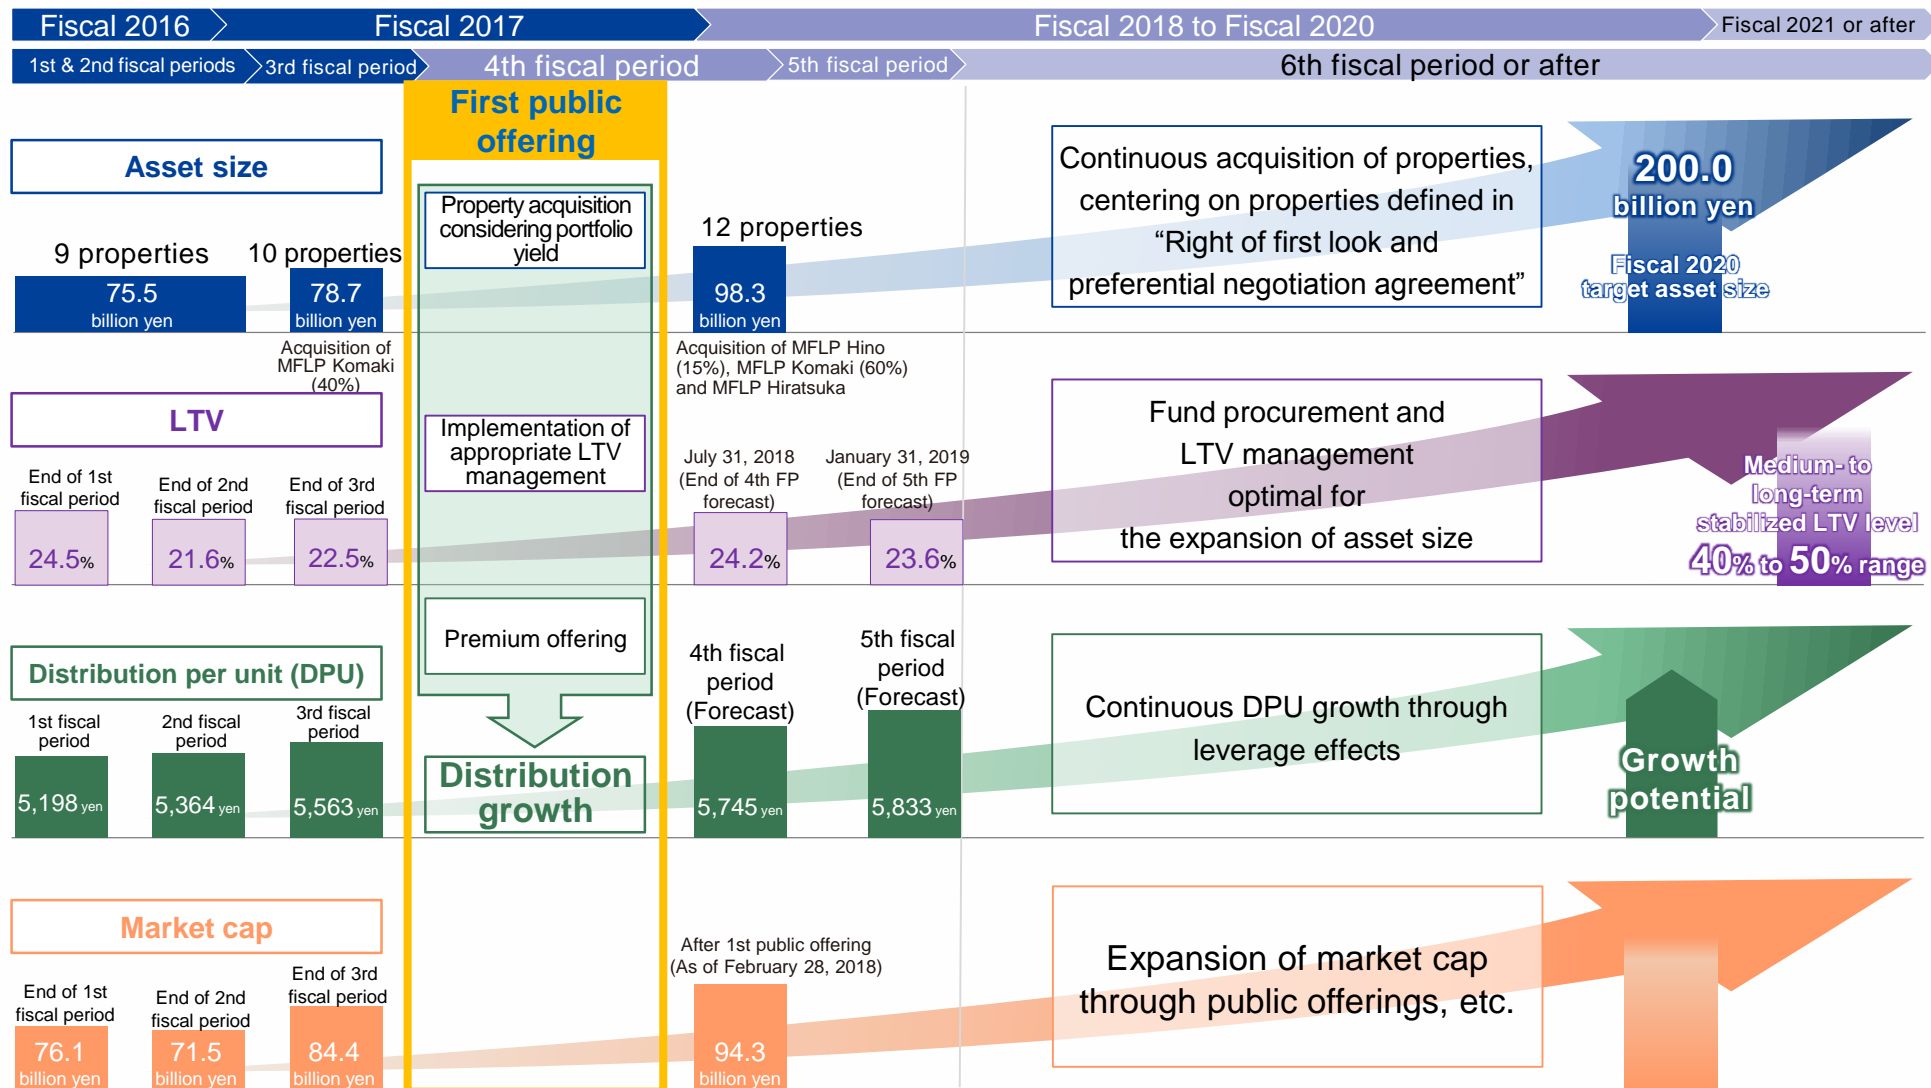 Fiscal 2016
Fiscal 2017
Fiscal 2018 to Fiscal 2020
Fiscal 2021 or after
1st & 2nd fiscal periods
3rd fiscal period
4th fiscal period
5th fiscal period
6th fiscal period or after
First public
offering
Asset size
9 properties
75.5
billion yen
10 properties
78.7
billion yen
Acquisition of
MFLP Komaki
(40%)
Property acquisition
considering portfolio
yield
12 properties
98.3
billion yen
Acquisition of MFLP Hino
(15%), MFLP Komaki (60%)
and MFLP Hiratsuka
Continuous acquisition of properties,
centering on properties defined in
“Right of first look and
preferential negotiation agreement”
200.0
billion yen
Fiscal 2020
target asset size
LTV
End of 1st
fiscal period
24.5%
End of 2nd
fiscal period
21.6%
End of 3rd
fiscal period
22.5%
Implementation of
appropriate LTV
management
July 31, 2018
(End of 4th FP
forecast)
24.2%
January 31, 2019
(End of 5th FP
forecast)
23.6%
Fund procurement and
LTV management
optimal for
the expansion of asset size
Medium- to
long-term
stabilized LTV level
40% to 50% range
Distribution per unit (DPU)
1st fiscal
period
5,198 yen
2nd fiscal
period
5,364 yen
3rd fiscal
period
5,563 yen
Premium offering
Distribution
growth
4th fiscal
period
(Forecast)
5,745 yen
5th fiscal
period
(Forecast)
5,833 yen
Continuous DPU growth through
leverage effects
Growth
potential
Market cap
End of 1st
fiscal period
76.1
billion yen
End of 2nd
fiscal period
71.5
billion yen
End of 3rd
fiscal period
84.4
billion yen
After 1st public offering
(As of February 28, 2018)
94.3
billion yen
Expansion of market cap
through public offerings, etc.